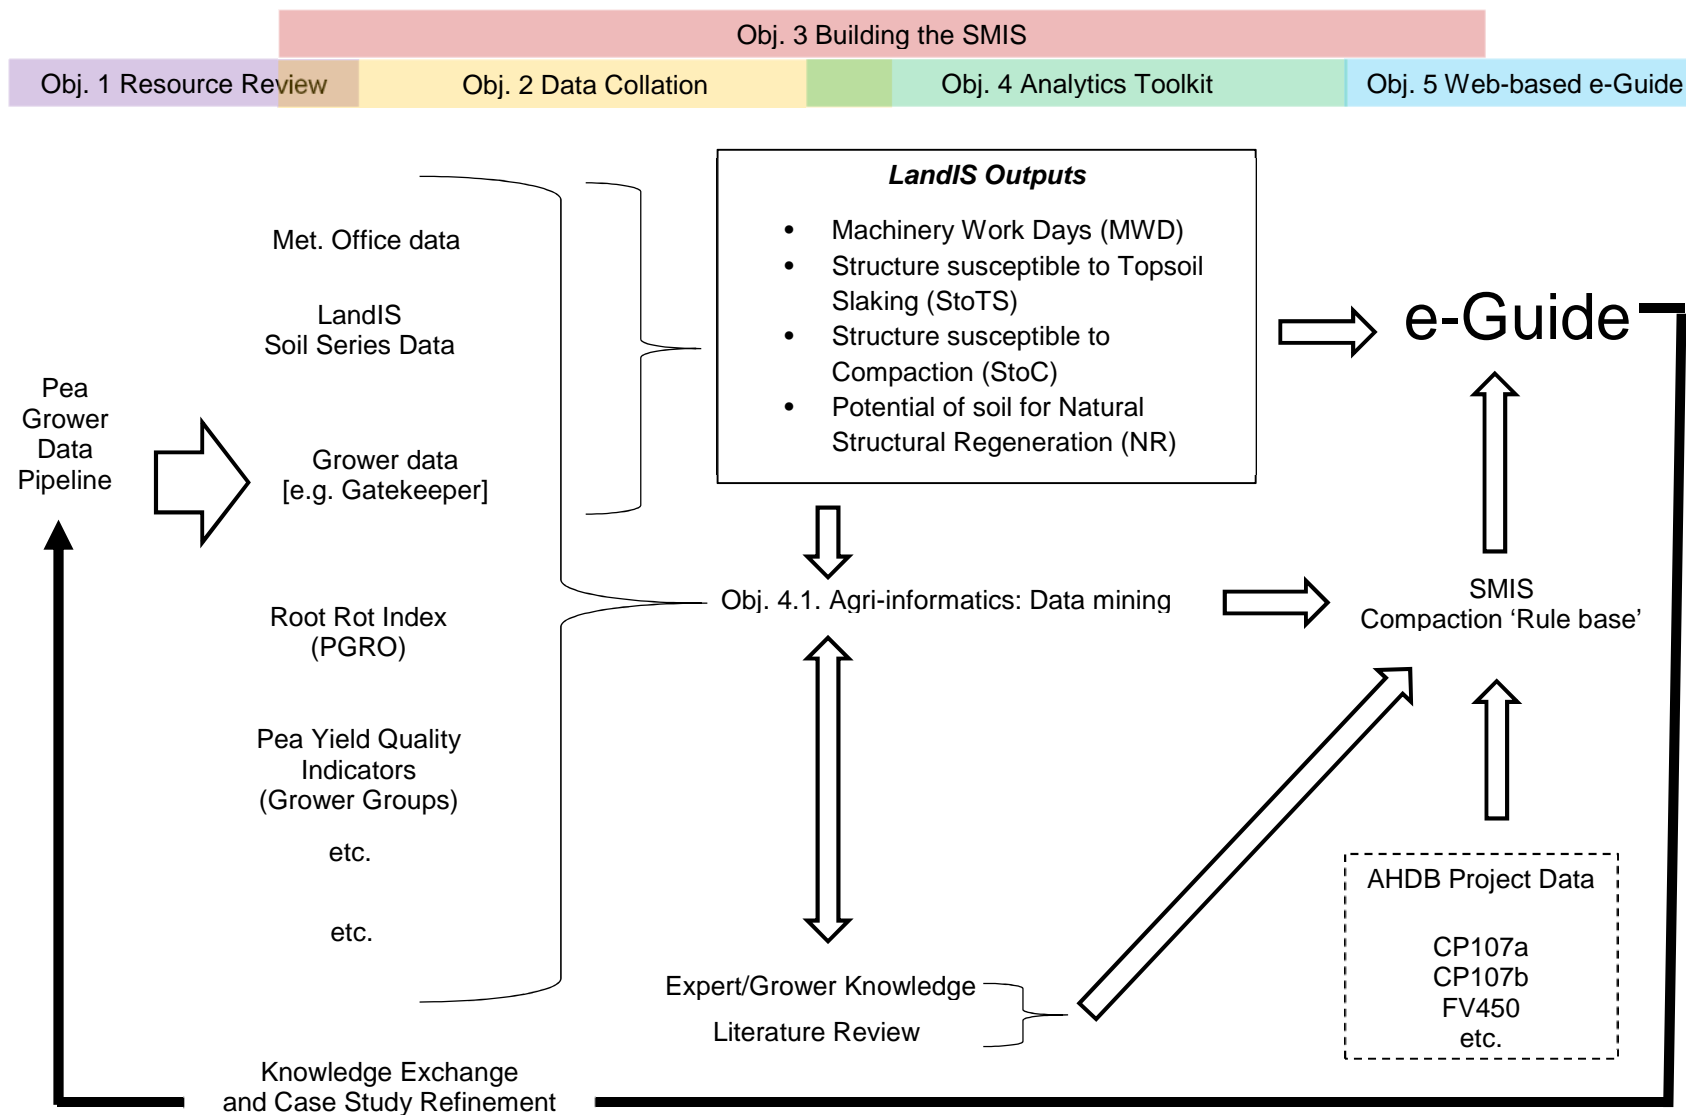 Obj. 3 Building the SMIS
Obj. 1 Resource Review
Obj. 2 Data Collation
Obj. 4 Analytics Toolkit
Obj. 5 Web-based e-Guide
Pea
Grower
Data
Pipeline
Met. Office data
LandIS
Soil Series Data
Grower data
[e.g. Gatekeeper]
Root Rot Index
(PGRO)
Pea Yield Quality
Indicators
(Grower Groups)
etc.
etc.
LandIS Outputs
• Machinery Work Days (MWD)
• Structure susceptible to Topsoil
Slaking (StoTS)
• Structure susceptible to
Compaction (StoC)
• Potential of soil for Natural
Structural Regeneration (NR)
Obj. 4.1. Agri-informatics: Data mining
Expert/Grower Knowledge
Literature Review
e-Guide
SMIS
Compaction ‘Rule base’
AHDB Project Data
CP107a
CP107b
FV450
etc.
Knowledge Exchange
and Case Study Refinement